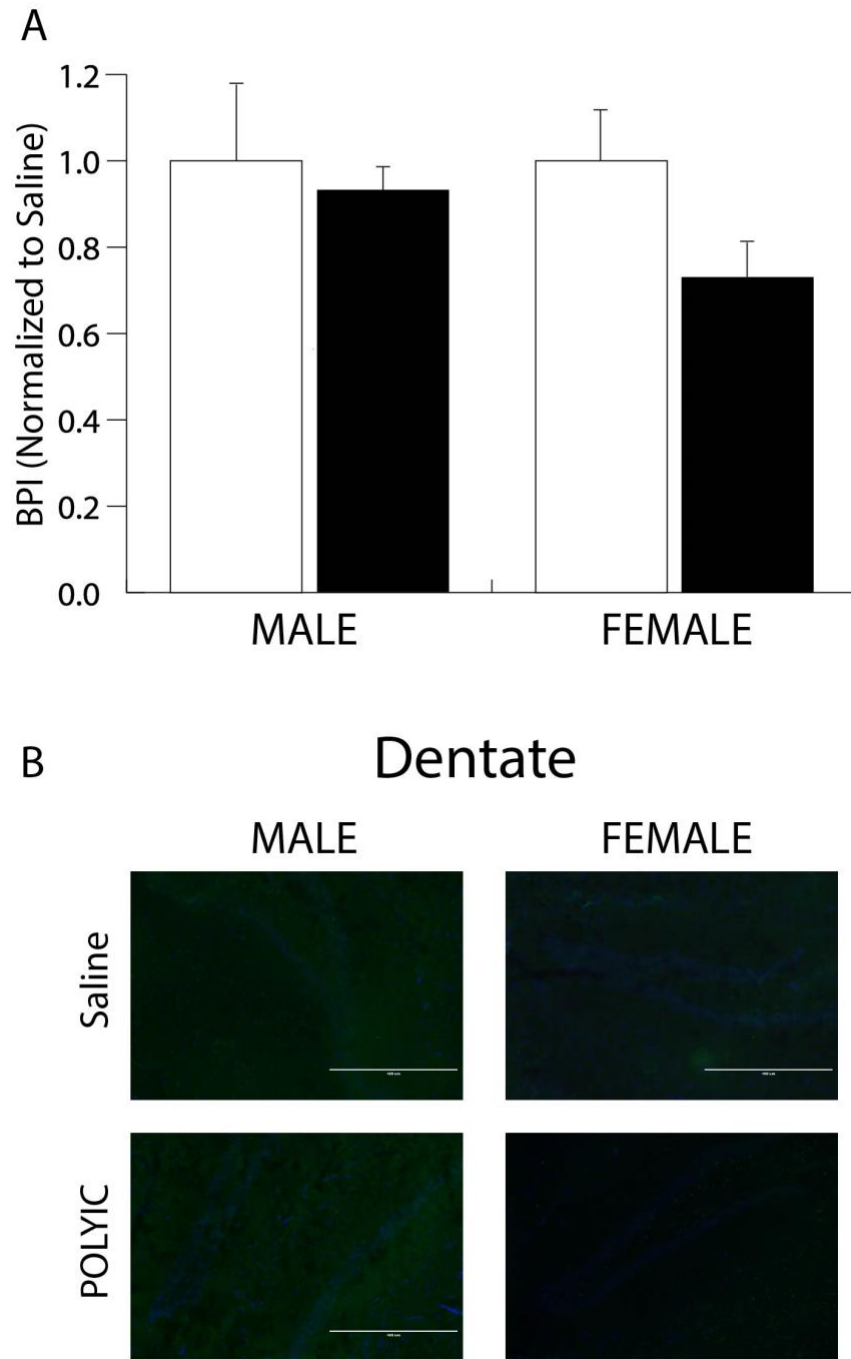 A
1.2
1.0
0.8
0.6
0.4
0.2
0.0
BPI (Normalized to Saline)
MALE FEMALE
B Dentate
MALE FEMALE
Saline
POLYIC